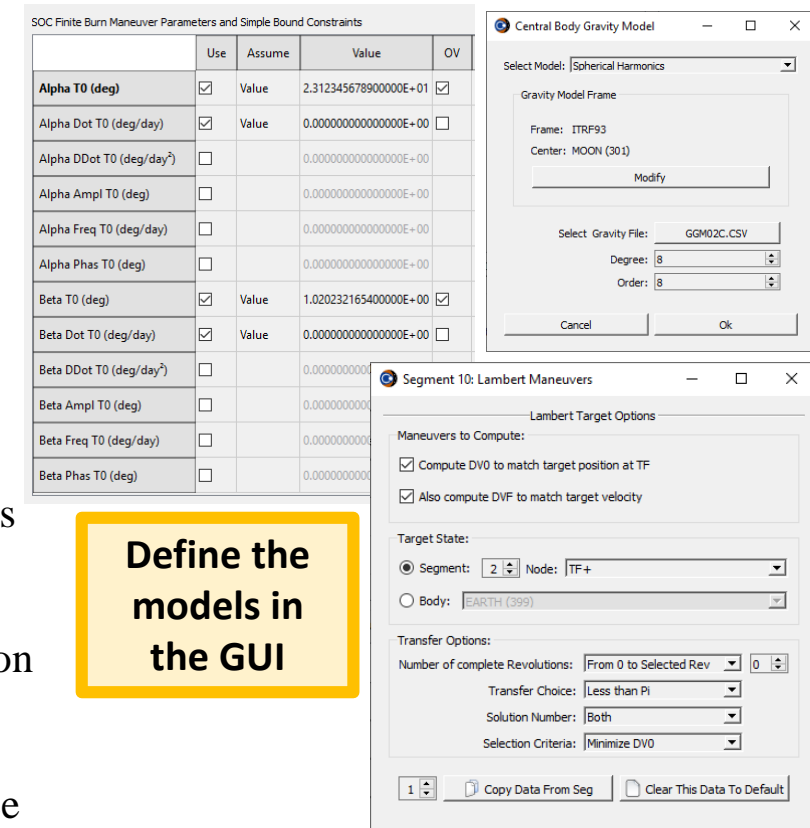 SOC Finite Burn Maneuver Parameters and Simple Bound Constraints
Use Assume Value OV
Alpha T0 (deg) Value 2.312345678900000E+01
Alpha Dot T0 (deg/day) Value 0.000000000000000E+00
Alpha DDot T0 (deg/day²) 0.000000000000000E+00
Alpha Ampl T0 (deg) 0.000000000000000E+00
Alpha Freq T0 (deg/day) 0.000000000000000E+00
Alpha Phas T0 (deg) 0.000000000000000E+00
Beta T0 (deg) Value 1.020232165400000E+00
Beta Dot T0 (deg/day) Value 0.000000000000000E+00
Beta DDot T0 (deg/day²) 0.0000000000
Beta Ampl T0 (deg) 0.0000000000
Beta Freq T0 (deg/day) 0.0000000000
Beta Phas T0 (deg) 0.0000000000
Central Body Gravity Model
Select Model: Spherical Harmonics
Gravity Model Frame
Frame: ITRF93
Center: MOON (301)
Modify
Select Gravity File: GGM02C.CSV
Degree: 8
Order: 8
Cancel Ok
Segment 10: Lambert Maneuvers
Lambert Target Options
Maneuvers to Compute:
Compute DV0 to match target position at TF
Also compute DVF to match target velocity
Target State:
Segment: 2 Node: TF+
Body: EARTH (399)
Transfer Options:
Number of complete Revolutions: From 0 to Selected Rev 0
Transfer Choice: Less than Pi
Solution Number: Both
Selection Criteria: Minimize DV0
1 Copy Data From Seg Clear This Data To Default
s
on
e
Define the
models in
the GUI